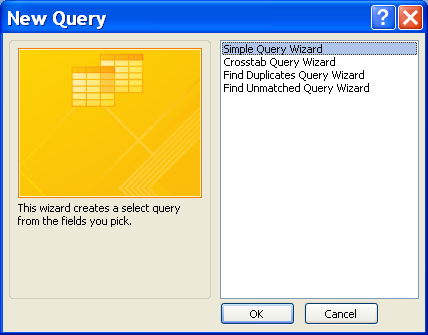 New Query
Simple Query Wizard
Crosstab Query Wizard
Find Duplicates Query Wizard
Find Unmatched Query Wizard
This wizard creates a select query
from the fields you pick.
OK
Cancel